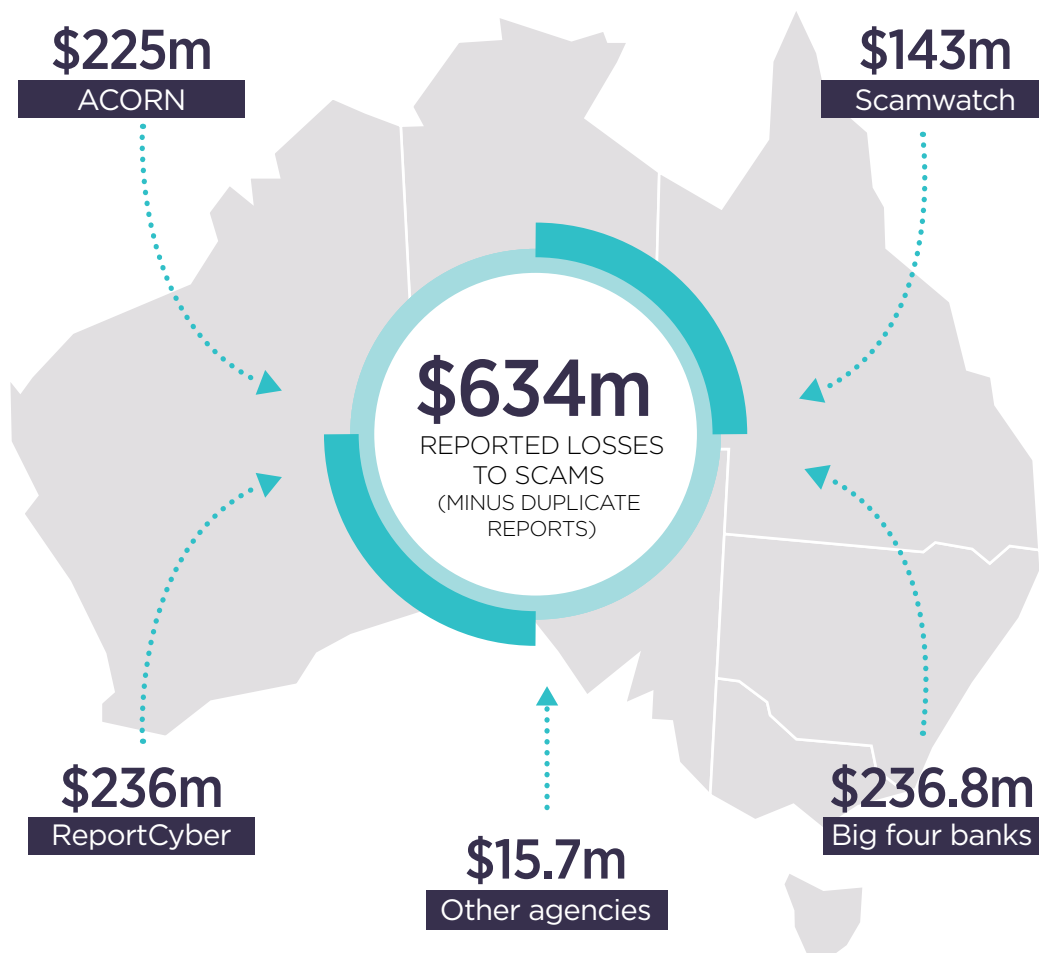 $225m
ACORN
$143m
Scamwatch
$634m
REPORTED LOSSES
TO SCAMS
(MINUS DUPLICATE
REPORTS)
$236m
ReportCyber
$236.8m
Big four banks
$15.7m
Other agencies